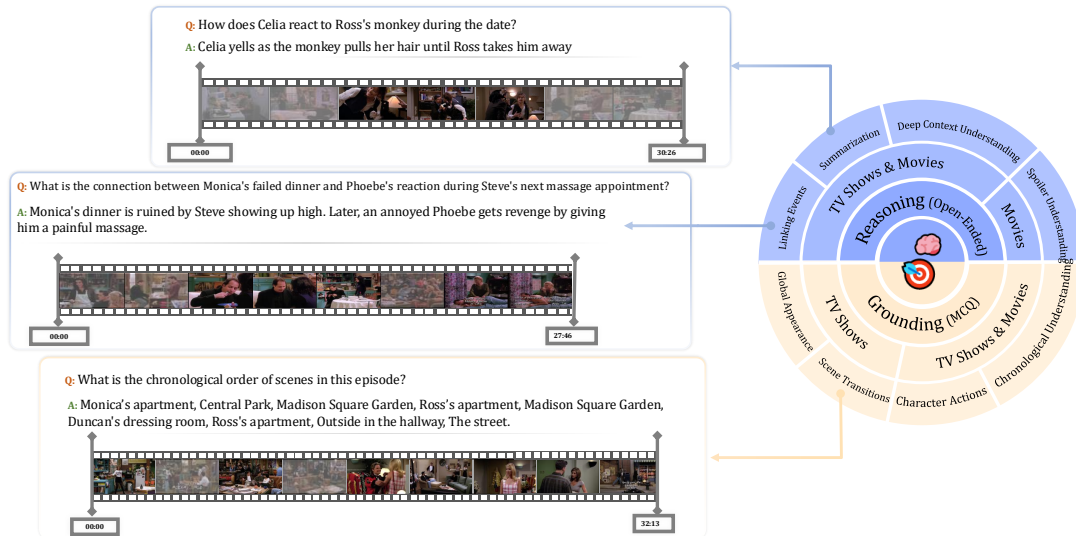 Q: How does Celia react to Ross's monkey during the date?
A: Celia yells as the monkey pulls her hair until Ross takes him away
00:00
30:26
Q: What is the connection between Monica's failed dinner and Phoebe's reaction during Steve's next massage appointment?
A: Monica's dinner is ruined by Steve showing up high. Later, an annoyed Phoebe gets revenge by giving
him a painful massage.
00:00
27:46
Q: What is the chronological order of scenes in this episode?
A: Monica's apartment, Central Park, Madison Square Garden, Ross's apartment, Madison Square Garden,
Duncan's dressing room, Ross's apartment, Outside in the hallway, The street.
00:00
32:13
Summarization
Deep Context Understanding
Linking Events
TV Shows & Movies
Spoiler Understanding
Movies
Reasoning (Open-Ended)
Grounding (MCQ)
TV Shows
TV Shows & Movies
Global Appearance
Scene Transitions
Character Actions
Chronological Understanding